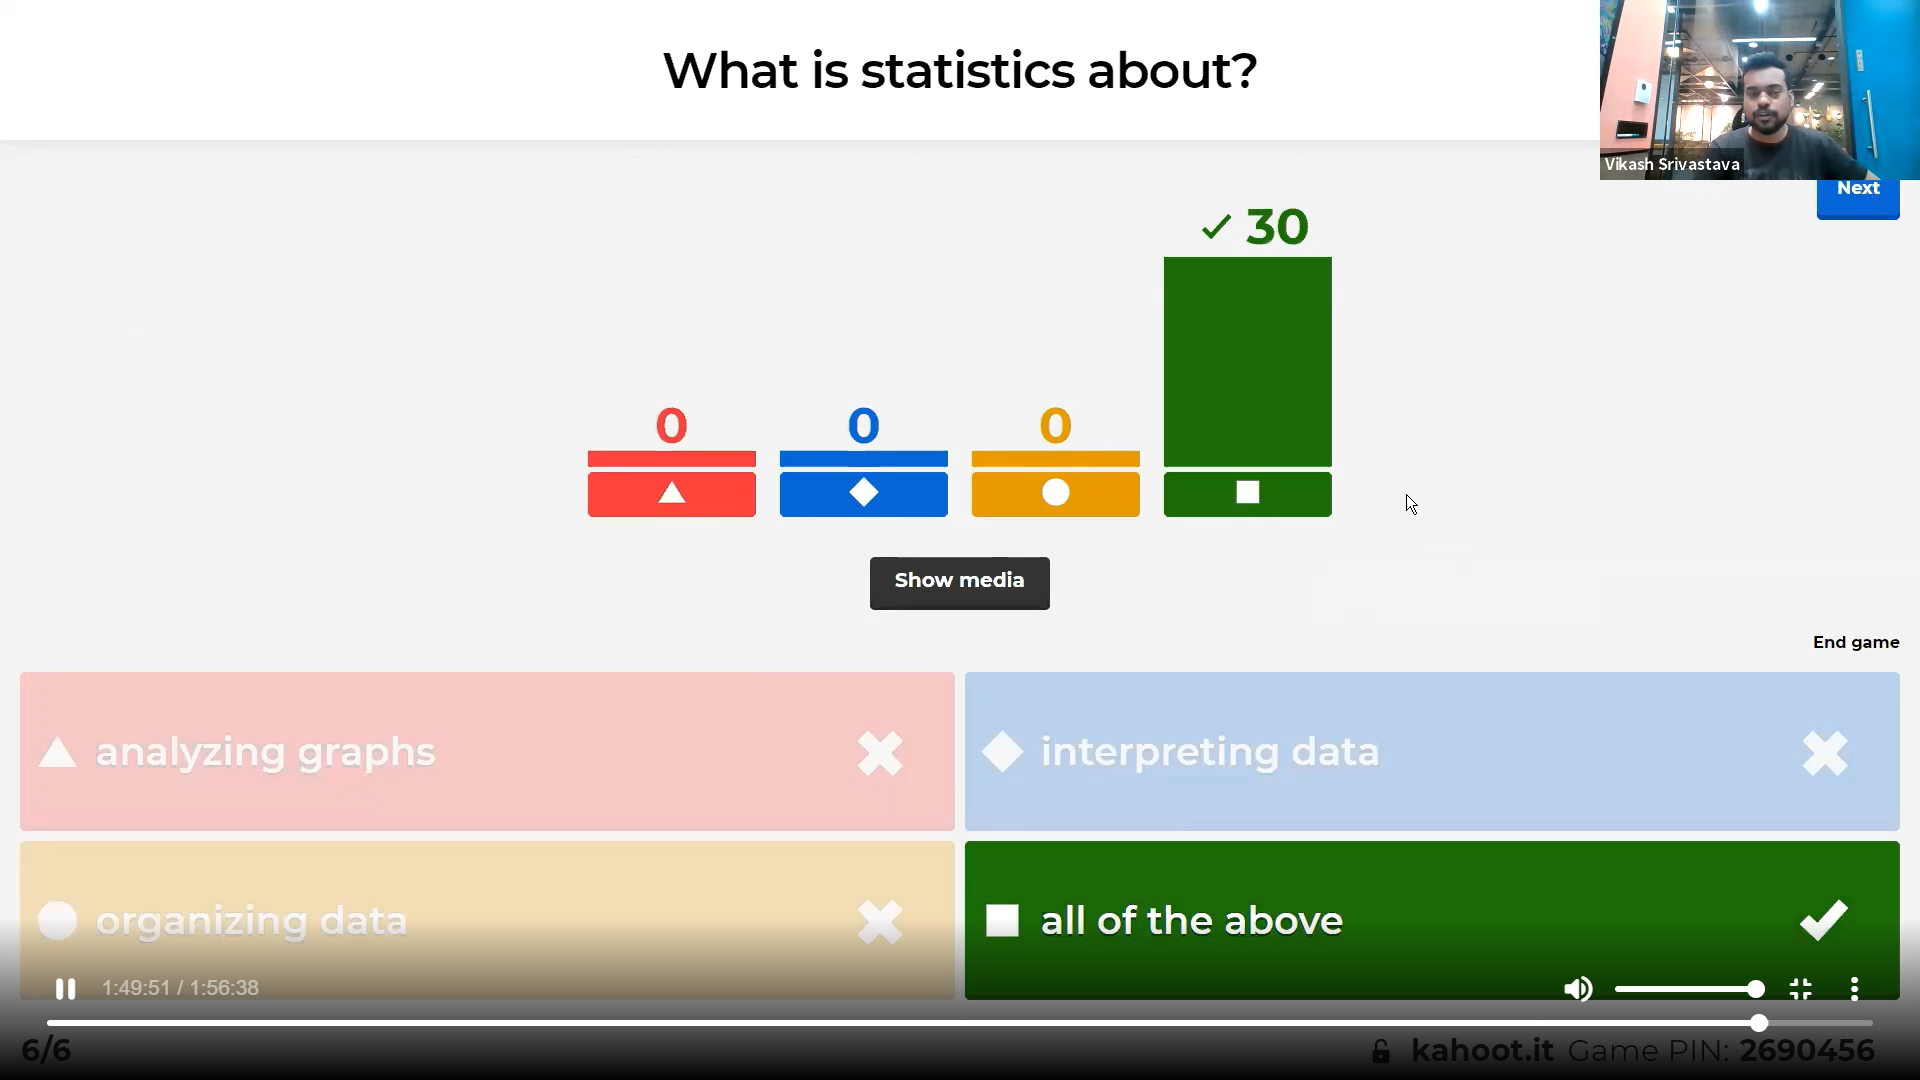 What is statistics about?
Vikash Srivastava
Next
30
0
0
0
Show media
End game
analyzing graphs
interpreting data
organizing data
all of the above
1:49:51 / 1:56:38
6/6
kahoot.it Game PIN: 2690456